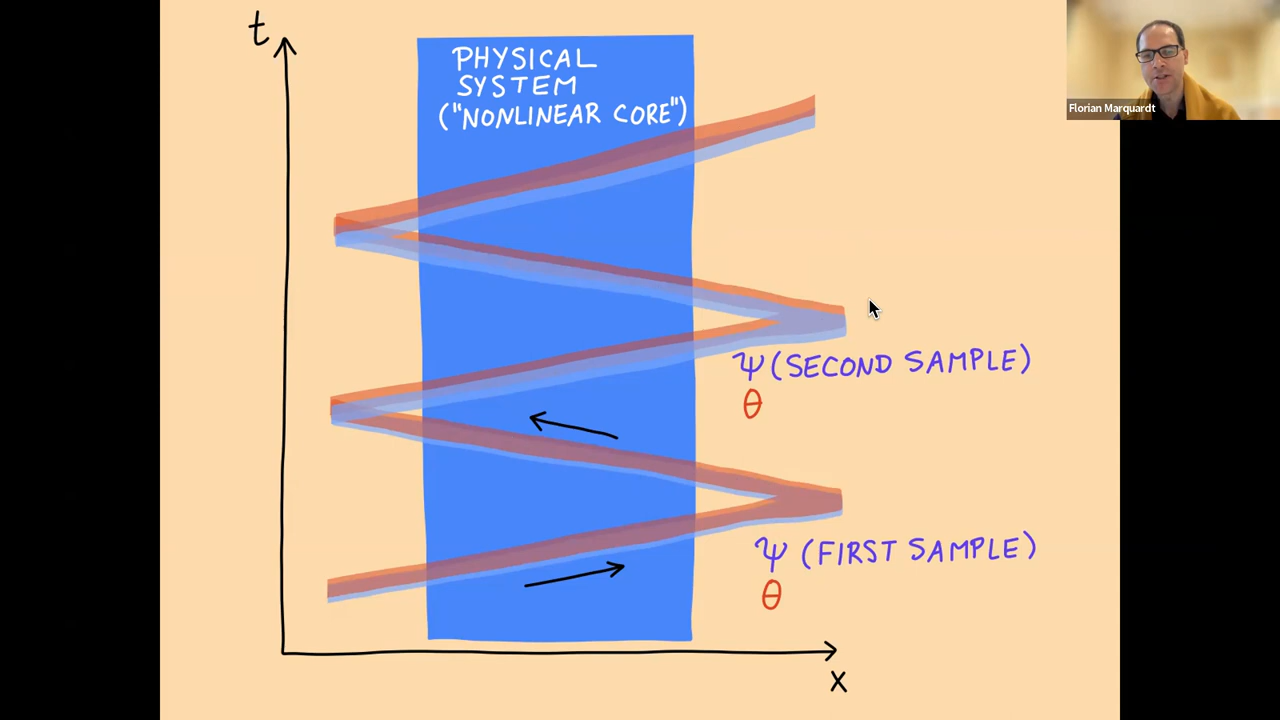 t
PHYSICAL
SYSTEM
("NONLINEAR CORE")
Florian Marquardt
Ψ (SECOND SAMPLE)
θ
Ψ (FIRST SAMPLE)
θ
x